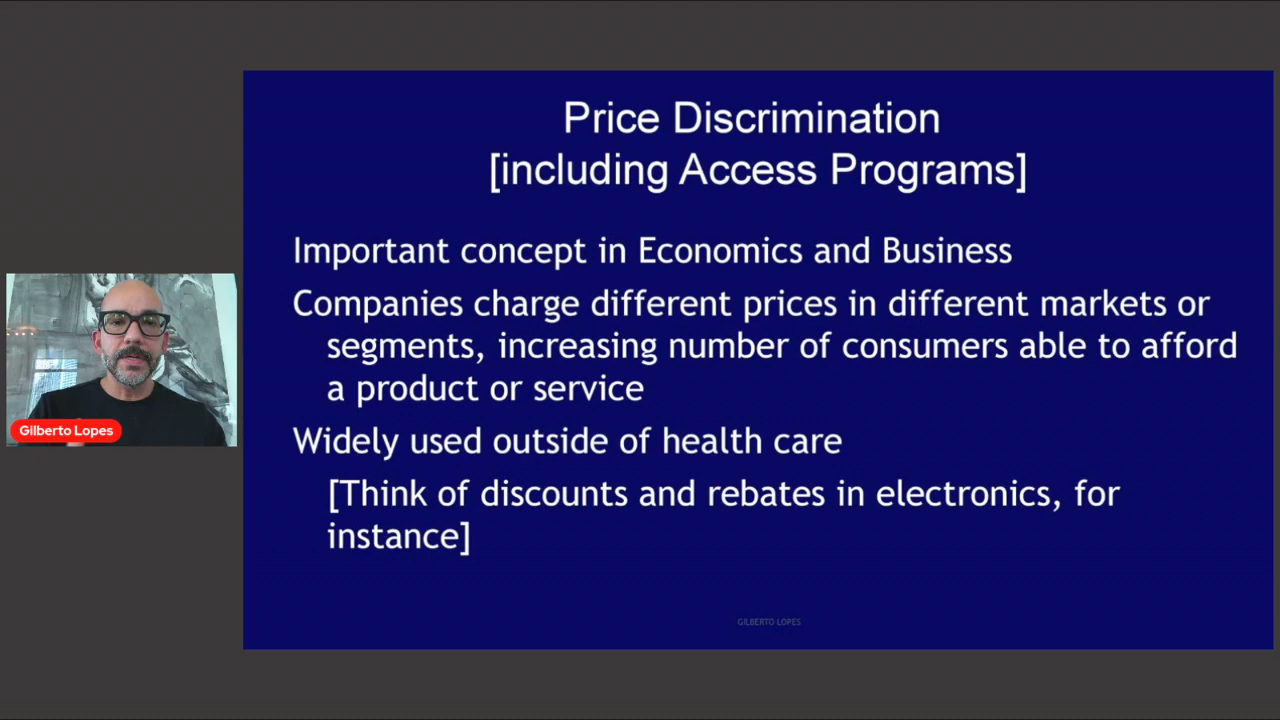 Price Discrimination
[including Access Programs]
Important concept in Economics and Business
Companies charge different prices in different markets or
segments, increasing number of consumers able to afford
a product or service
Widely used outside of health care
[Think of discounts and rebates in electronics, for
instance]
Gilberto Lopes
GILBERTO LOPES